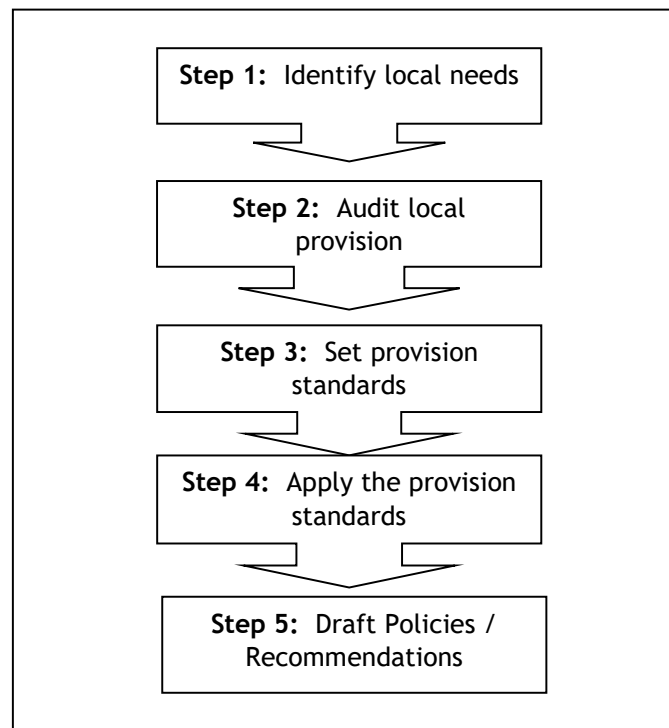 Step 1: Identify local needs
Step 2: Audit local
provision
Step 3: Set provision
standards
Step 4: Apply the provision
standards
Step 5: Draft Policies /
Recommendations